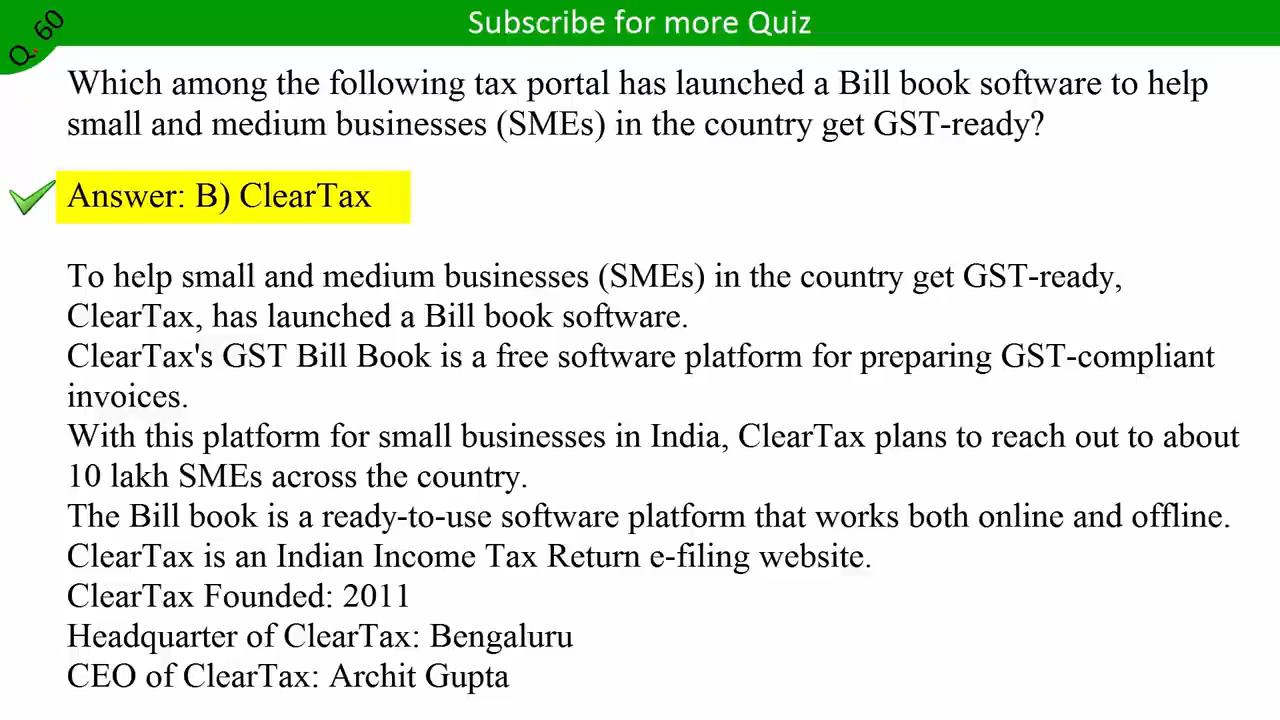 Subscribe for more Quiz
Q. 60
Which among the following tax portal has launched a Bill book software to help
small and medium businesses (SMEs) in the country get GST-ready?
Answer: B) ClearTax
To help small and medium businesses (SMEs) in the country get GST-ready,
ClearTax, has launched a Bill book software.
ClearTax's GST Bill Book is a free software platform for preparing GST-compliant
invoices.
With this platform for small businesses in India, ClearTax plans to reach out to about
10 lakh SMEs across the country.
The Bill book is a ready-to-use software platform that works both online and offline.
ClearTax is an Indian Income Tax Return e-filing website.
ClearTax Founded: 2011
Headquarter of ClearTax: Bengaluru
CEO of ClearTax: Archit Gupta